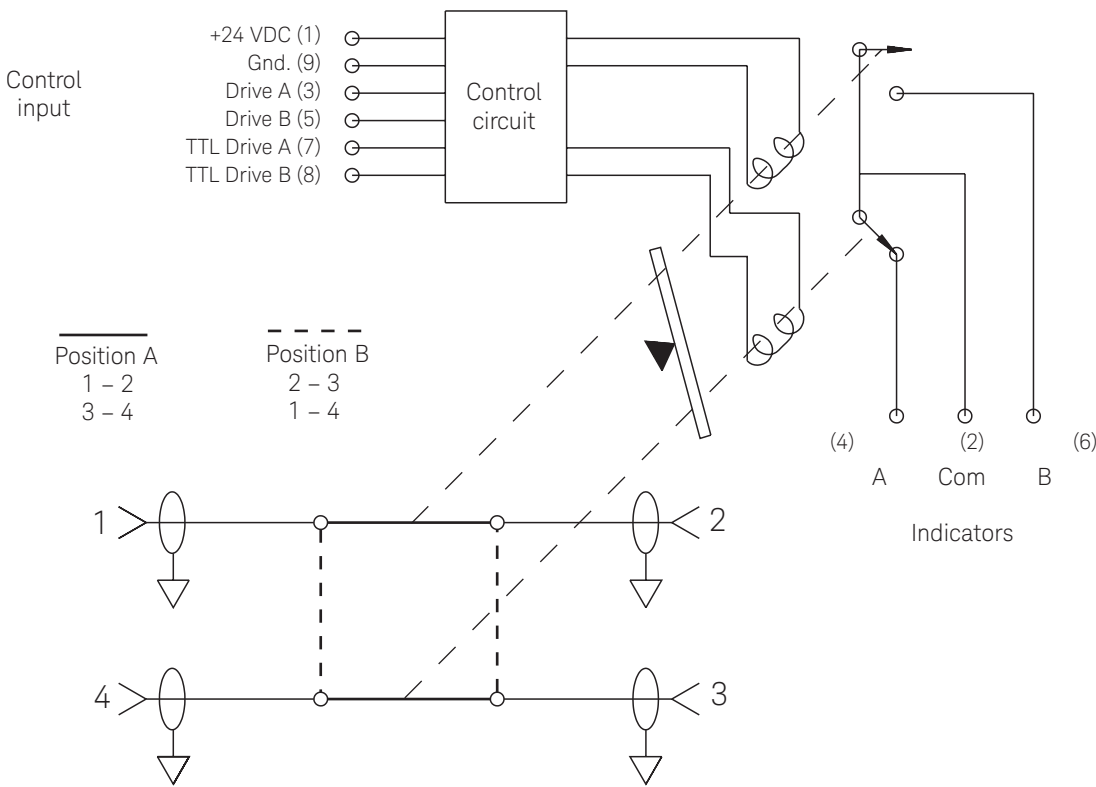 +24 VDC (1)
Gnd. (9)
Drive A (3)
Drive B (5)
TTL Drive A (7)
TTL Drive B (8)
Control
input
Control
circuit
Position A
1 – 2
3 – 4
Position B
2 – 3
1 – 4
(4)
(2)
(6)
A
Com
B
Indicators
1
2
4
3